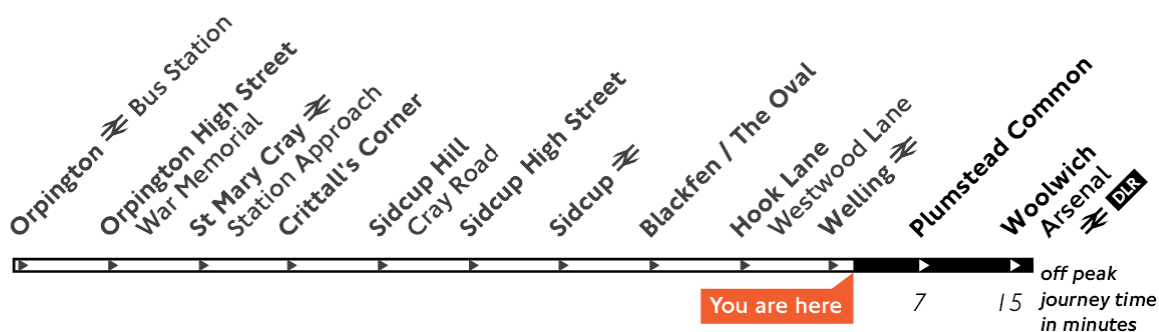 Orpington Bus Station
Orpington High Street
War Memorial
St Mary Cray
Station Approach
Crittall's Corner
Sidcup Hill
Cray Road
Sidcup High Street
Sidcup
Blackfen / The Oval
Hook Lane
Westwood Lane
Welling
Plumstead Common
Woolwich
Arsenal
DLR
You are here
7
15
off peak
journey time
in minutes